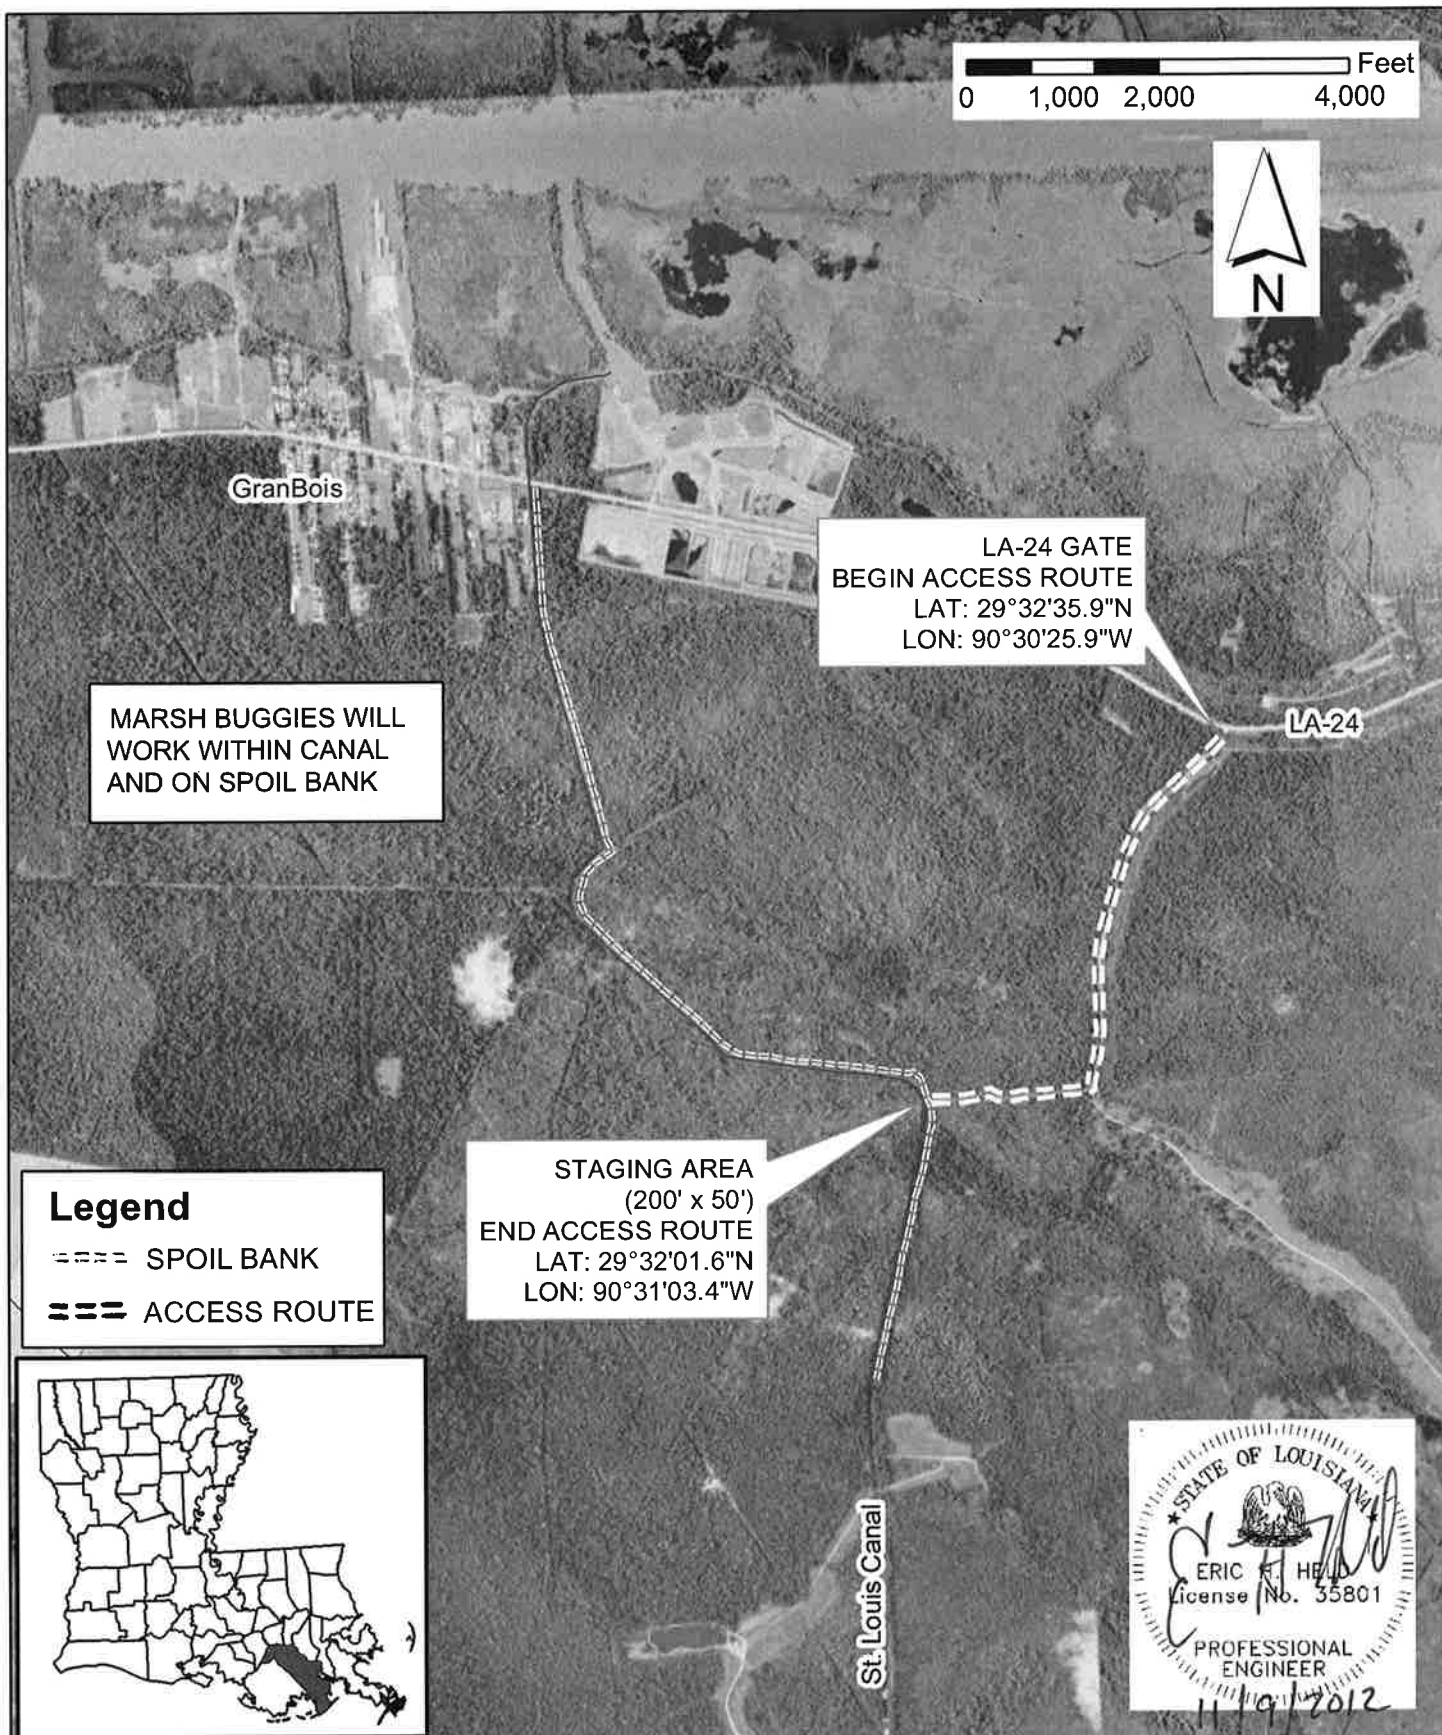 Feet
0 1,000 2,000 4,000
N
GranBois
LA-24 GATE
BEGIN ACCESS ROUTE
LAT: 29°32'35.9"N
LON: 90°30'25.9"W
MARSH BUGGIES WILL
WORK WITHIN CANAL
AND ON SPOIL BANK
LA-24
STAGING AREA
(200' x 50')
END ACCESS ROUTE
LAT: 29°32'01.6"N
LON: 90°31'03.4"W
Legend
SPOIL BANK
ACCESS ROUTE
St. Louis Canal
STATE OF LOUISIANA
ERIC H. HELD
License No. 35801
PROFESSIONAL
ENGINEER
11/9/2012